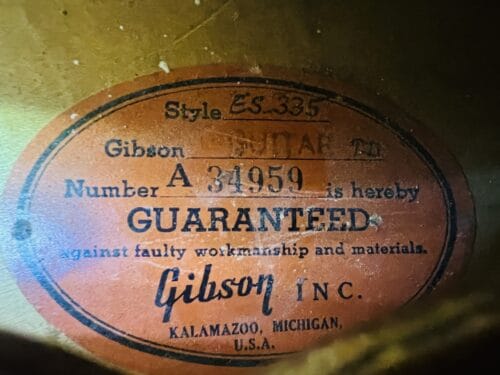 Style ES 335
Gibson GUITAR TD
Number A 34959 is hereby
GUARANTEED
against faulty workmanship and materials.
Gibson INC.
KALAMAZOO, MICHIGAN,
U.S.A.